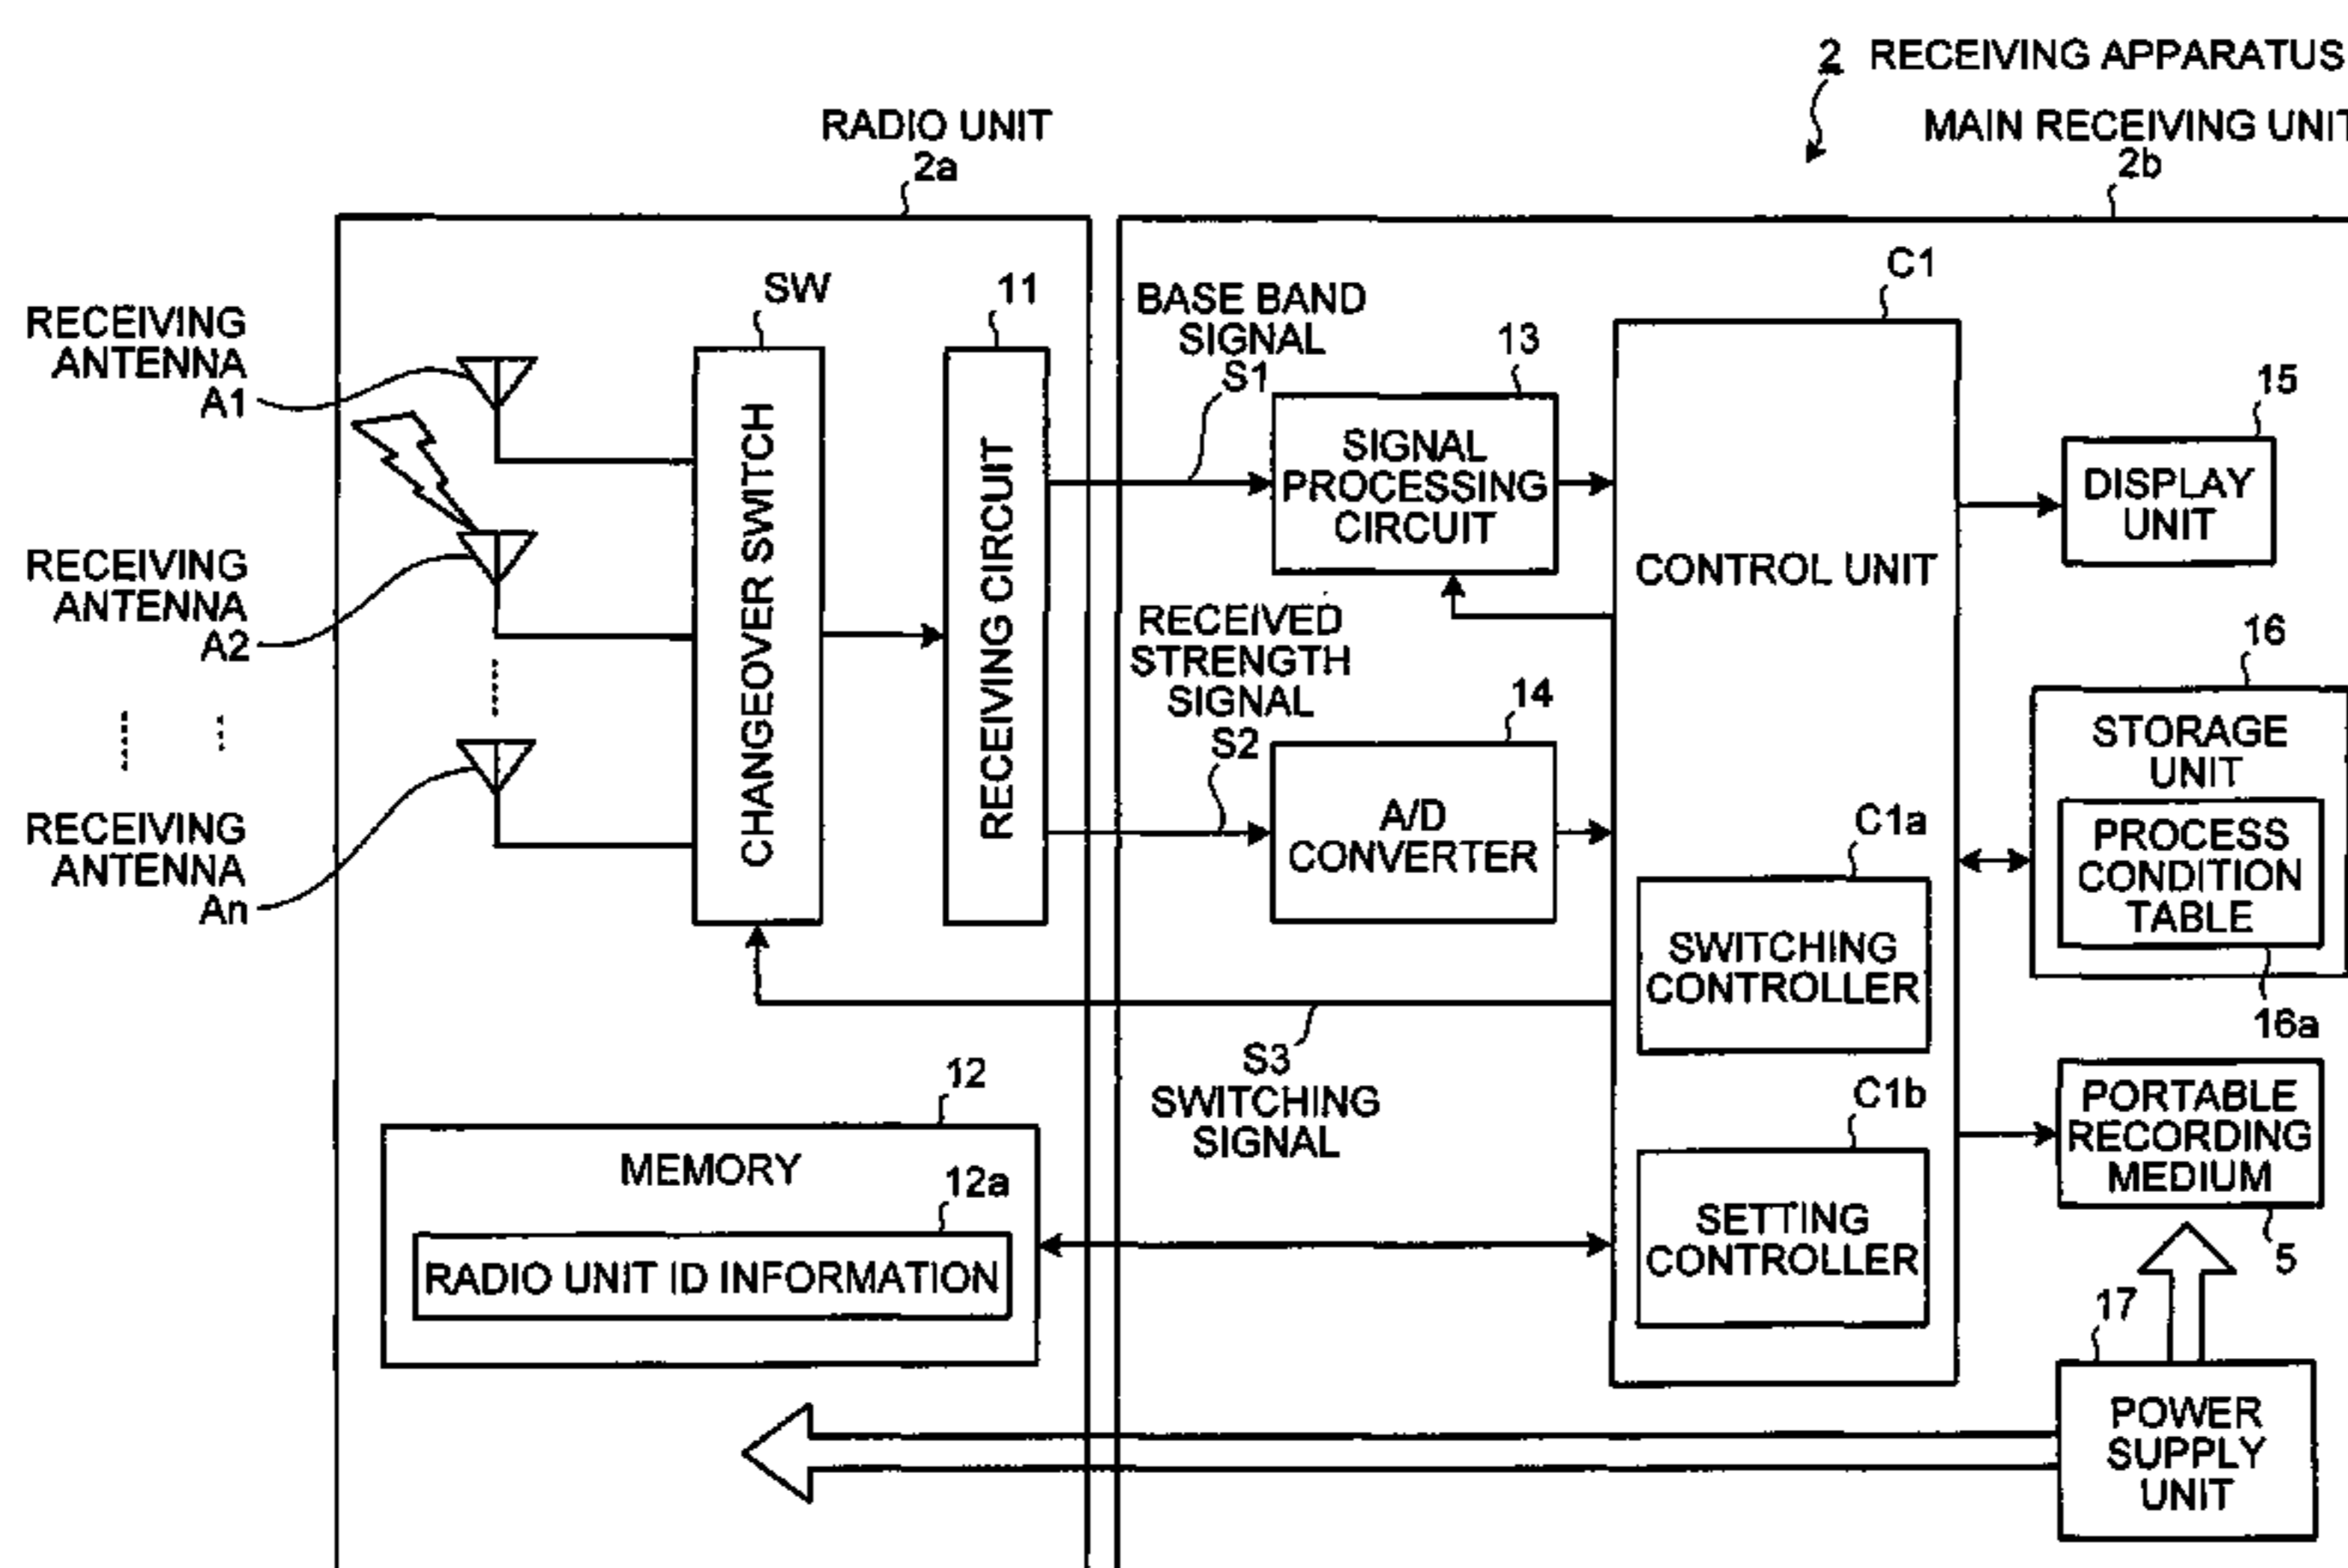 2 RECEIVING APPARATUS
RADIO UNIT
2a
MAIN RECEIVING UNIT
2b
RECEIVING
ANTENNA
A1
RECEIVING
ANTENNA
A2
RECEIVING
ANTENNA
An
SW
CHANGEOVER SWITCH
11
RECEIVING CIRCUIT
BASE BAND
SIGNAL
S1
13
SIGNAL
PROCESSING
CIRCUIT
RECEIVED
STRENGTH
SIGNAL
S2
14
A/D
CONVERTER
C1
CONTROL UNIT
C1a
SWITCHING
CONTROLLER
C1b
SETTING
CONTROLLER
S3
SWITCHING
SIGNAL
12
MEMORY
12a
RADIO UNIT ID INFORMATION
15
DISPLAY
UNIT
16
STORAGE
UNIT
PROCESS
CONDITION
TABLE
16a
PORTABLE
RECORDING
MEDIUM
5
17
POWER
SUPPLY
UNIT